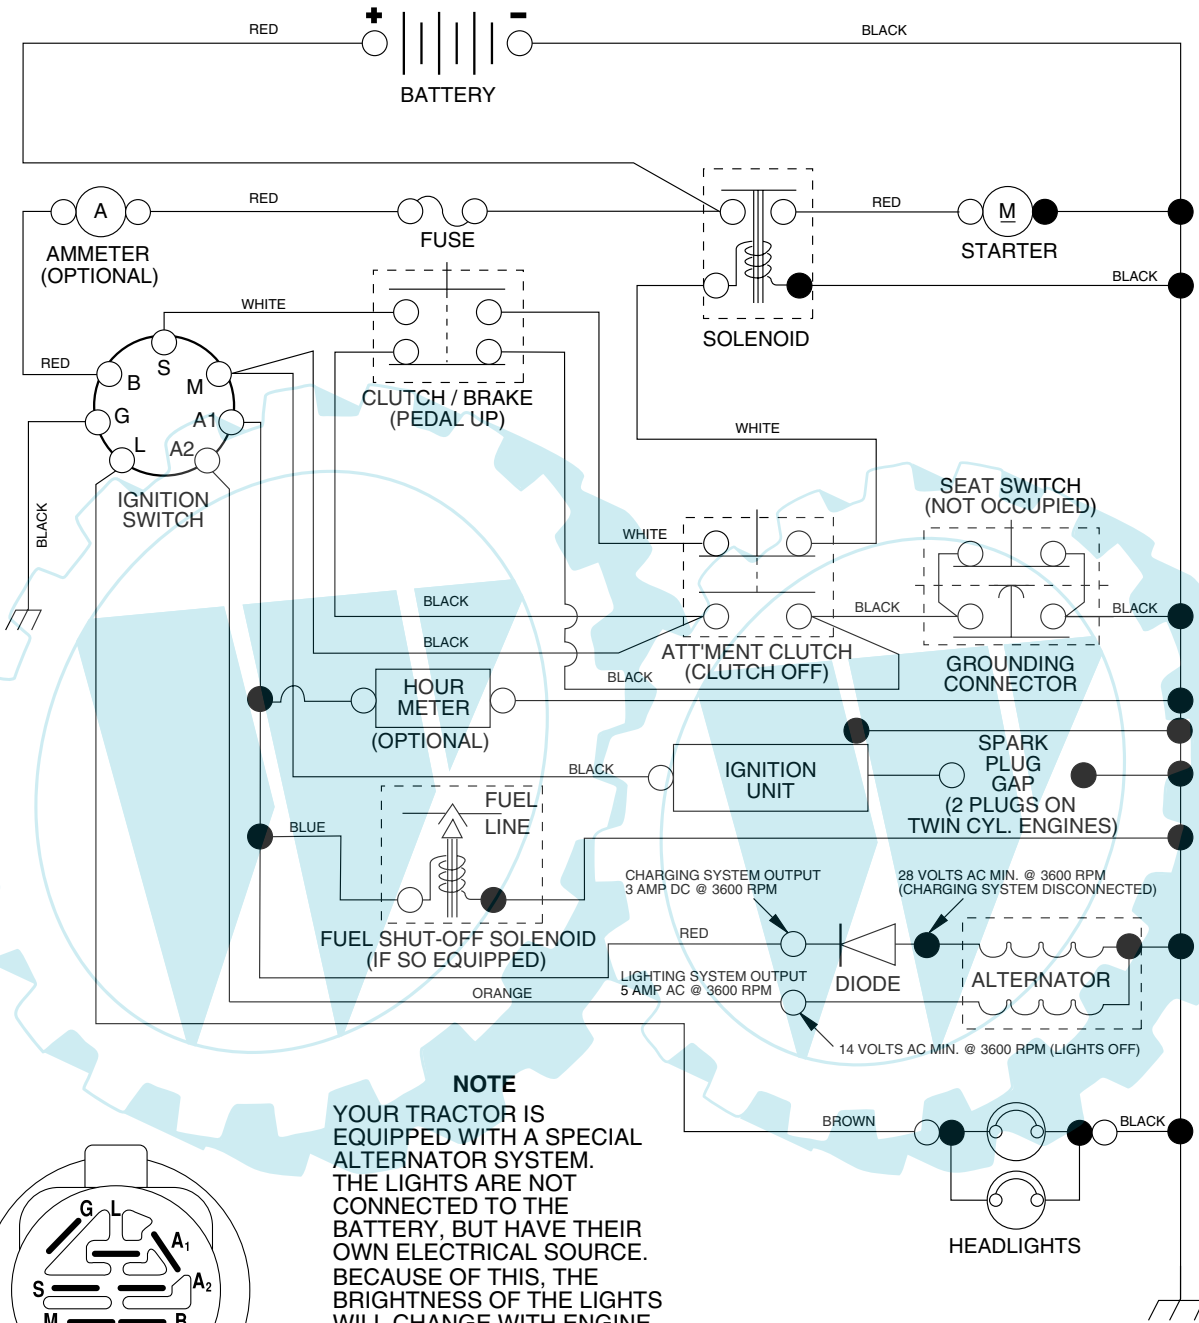 + -
RED
BLACK
BATTERY
RED
RED
A
M
FUSE
STARTER
AMMETER
(OPTIONAL)
BLACK
WHITE
SOLENOID
RED
S
B
M
CLUTCH / BRAKE
(PEDAL UP)
G
A1
L
A2
WHITE
IGNITION
SWITCH
BLACK
SEAT SWITCH
(NOT OCCUPIED)
WHITE
BLACK
BLACK
BLACK
BLACK
ATT'MENT CLUTCH
(CLUTCH OFF)
GROUNDING
CONNECTOR
BLACK
HOUR
METER
(OPTIONAL)
BLACK
IGNITION
UNIT
SPARK
PLUG
GAP
(2 PLUGS ON
TWIN CYL. ENGINES)
FUEL
LINE
BLUE
CHARGING SYSTEM OUTPUT
3 AMP DC @ 3600 RPM
28 VOLTS AC MIN. @ 3600 RPM
(CHARGING SYSTEM DISCONNECTED)
FUEL SHUT-OFF SOLENOID
(IF SO EQUIPPED)
RED
LIGHTING SYSTEM OUTPUT
5 AMP AC @ 3600 RPM
DIODE
ALTERNATOR
ORANGE
14 VOLTS AC MIN. @ 3600 RPM (LIGHTS OFF)
NOTE
YOUR TRACTOR IS
EQUIPPED WITH A SPECIAL
ALTERNATOR SYSTEM.
THE LIGHTS ARE NOT
CONNECTED TO THE
BATTERY, BUT HAVE THEIR
OWN ELECTRICAL SOURCE.
BECAUSE OF THIS, THE
BRIGHTNESS OF THE LIGHTS
WILL CHANGE WITH ENGINE
BROWN
BLACK
HEADLIGHTS
G L
A1
A2
S
M B